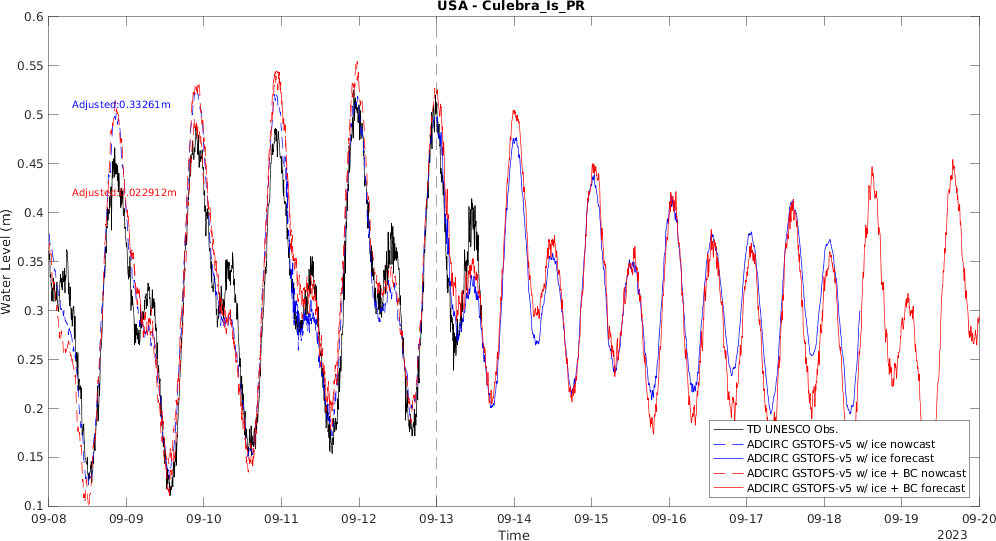 USA - Culebra_Is_PR
0.6
0.55
0.5
0.45
0.4
0.35
0.3
0.25
0.2
0.15
0.1
Water Level (m)
Adjusted:0.33261m
Adjusted:0.022912m
TD UNESCO Obs.
ADCIRC GSTOFS-v5 w/ ice nowcast
ADCIRC GSTOFS-v5 w/ ice forecast
ADCIRC GSTOFS-v5 w/ ice + BC nowcast
ADCIRC GSTOFS-v5 w/ ice + BC forecast
09-08 09-09 09-10 09-11 09-12 09-13 09-14 09-15 09-16 09-17 09-18 09-19 09-20
Time
2023